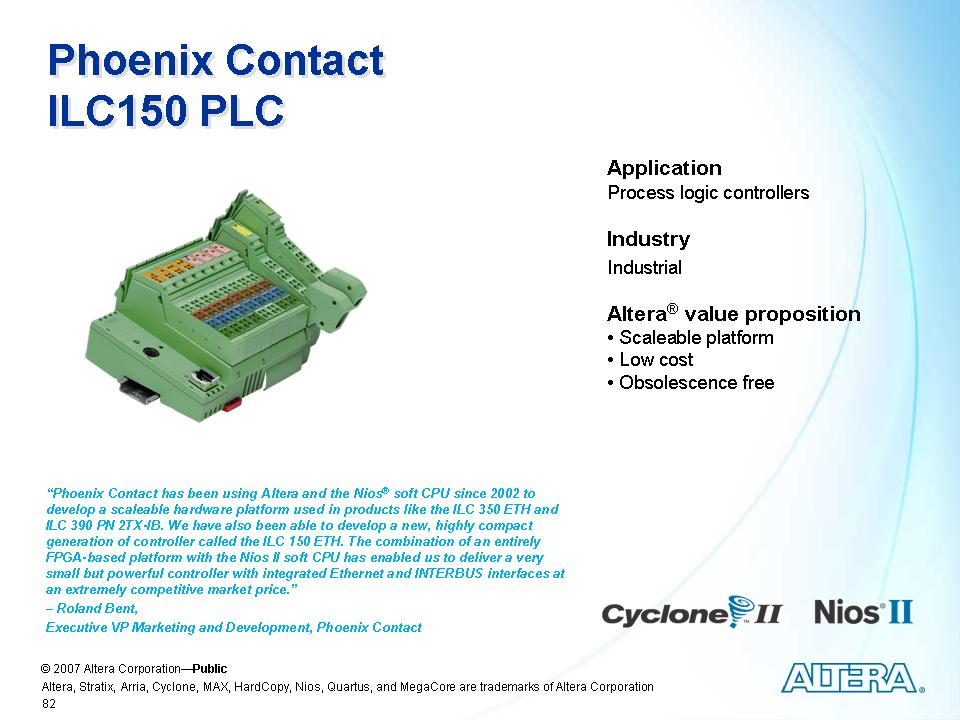 Phoenix Contact
ILC150 PLC
Application
Process logic controllers
Industry
Industrial
Altera® value proposition
• Scaleable platform
• Low cost
• Obsolescence free
“Phoenix Contact has been using Altera and the Nios® soft CPU since 2002 to
develop a scaleable hardware platform used in products like the ILC 350 ETH and
ILC 390 PN 2TX-IB. We have also been able to develop a new, highly compact
generation of controller called the ILC 150 ETH. The combination of an entirely
FPGA-based platform with the Nios II soft CPU has enabled us to deliver a very
small but powerful controller with integrated Ethernet and INTERBUS interfaces at
an extremely competitive market price.”
– Roland Bent,
Executive VP Marketing and Development, Phoenix Contact
Cyclone™ II
Nios® II
© 2007 Altera Corporation—Public
Altera, Stratix, Arria, Cyclone, MAX, HardCopy, Nios, Quartus, and MegaCore are trademarks of Altera Corporation
82
ALTERA®